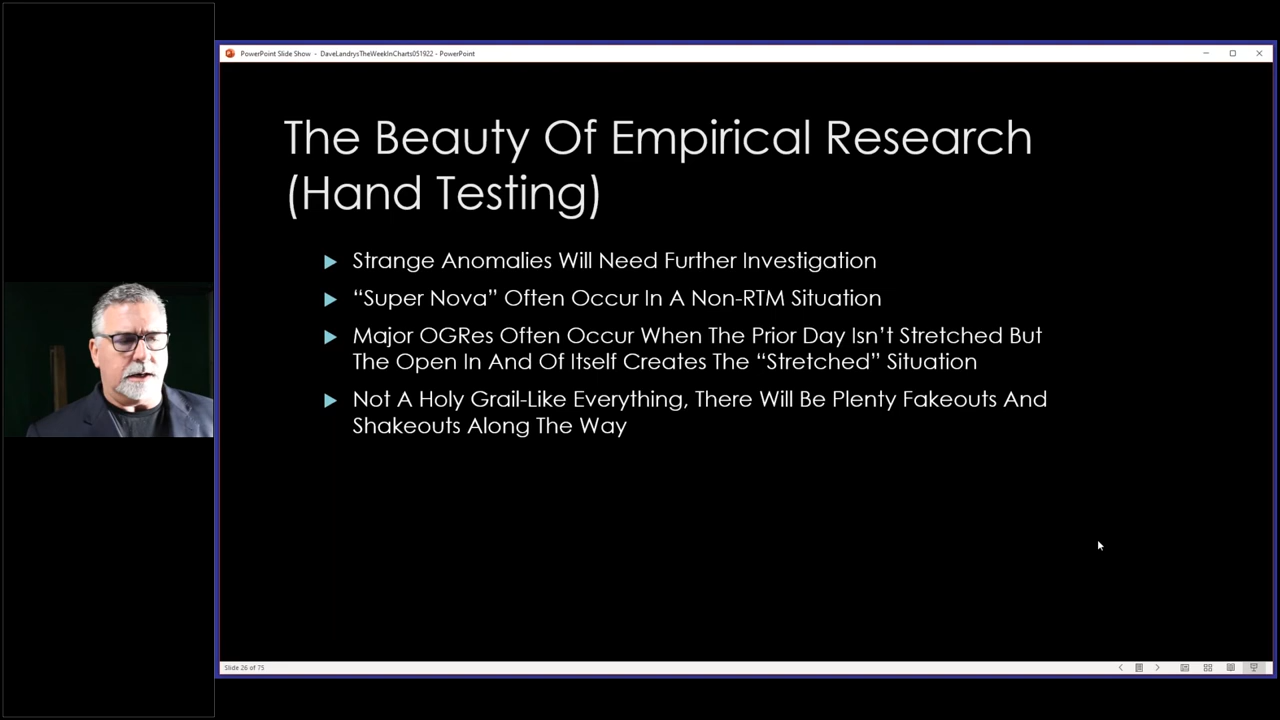 PowerPoint Slide Show - DaveLandrysTheWeekInCharts051922 - PowerPoint
The Beauty Of Empirical Research
(Hand Testing)
Strange Anomalies Will Need Further Investigation
“Super Nova” Often Occur In A Non-RTM Situation
Major OGRes Often Occur When The Prior Day Isn’t Stretched But
The Open In And Of Itself Creates The “Stretched” Situation
Not A Holy Grail-Like Everything, There Will Be Plenty Fakeouts And
Shakeouts Along The Way
Slide 26 of 75